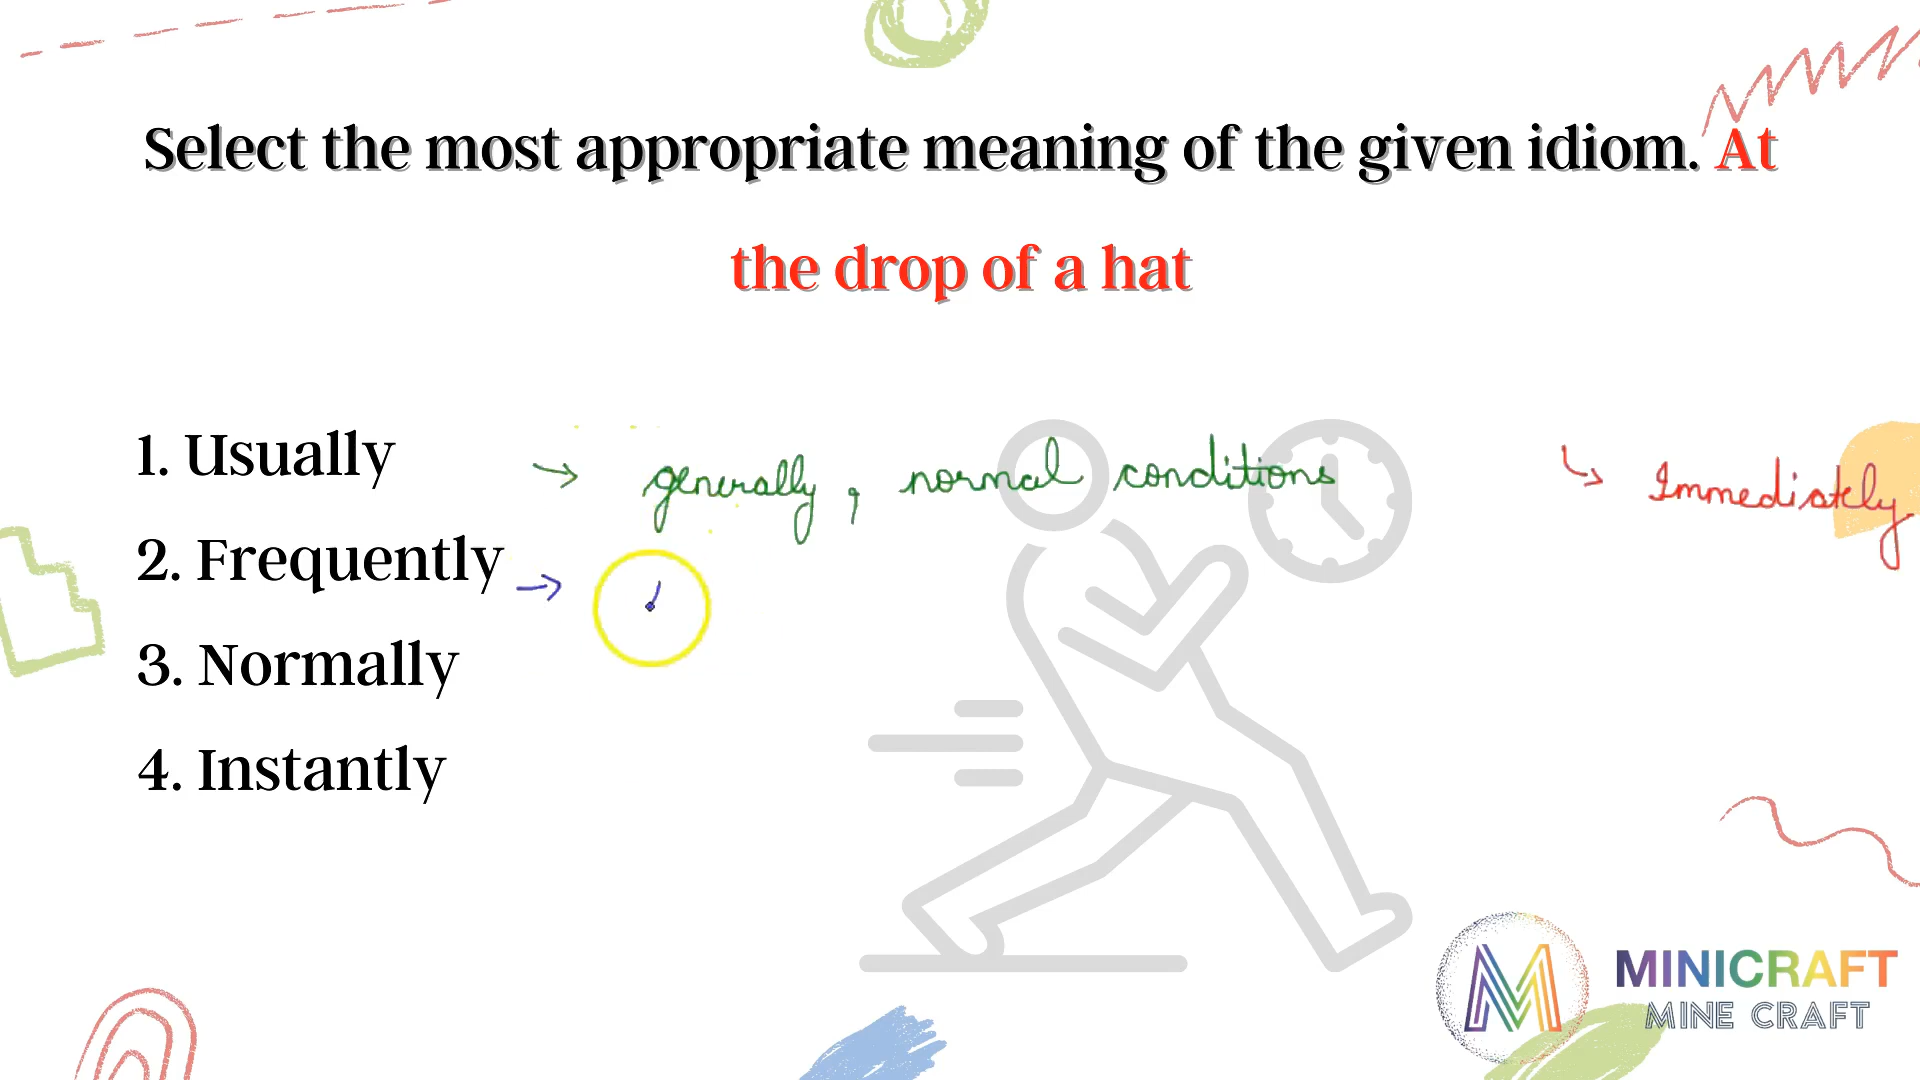 Select the most appropriate meaning of the given idiom. At
the drop of a hat
1. Usually → generally, normal conditions
↳ Immediately
2. Frequently →
3. Normally
4. Instantly
MINICRAFT
MINE CRAFT